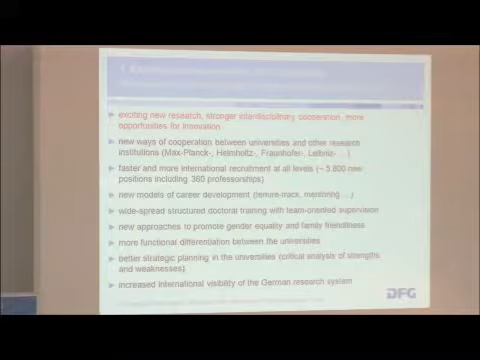 exciting new research, stronger interdisciplinary cooperation, more
opportunities for innovation
new ways of cooperation between universities and other research
institutions (Max-Planck-, Helmholtz-, Fraunhofer-, Leibniz- …)
faster and more international recruitment at all levels (~ 5.800 new
positions including 360 professorships)
new models of career development (tenure-track, mentoring …)
wide-spread structured doctoral training with team-oriented supervision
new approaches to promote gender equality and family friendliness
more functional differentiation between the universities
better strategic planning in the universities (critical analysis of strengths
and weaknesses)
increased international visibility of the German research system
DFG